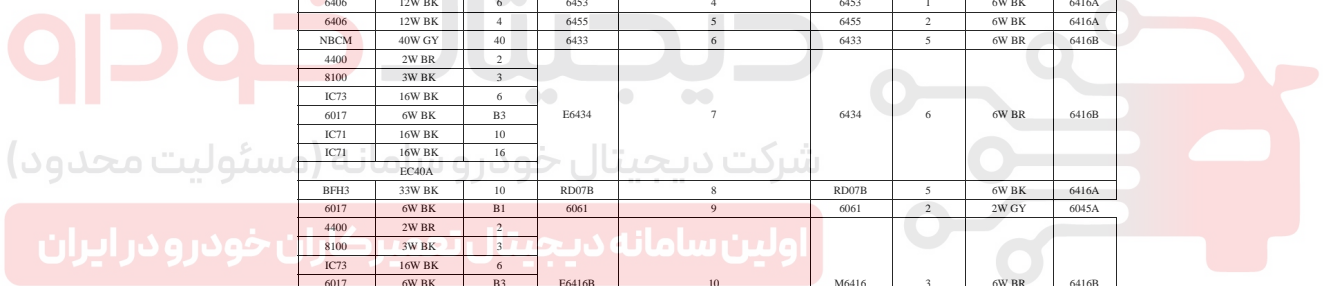 6406 12W BK 6 6453 4 6453 1 6W BK 6416A
6406 12W BK 4 6455 5 6455 2 6W BK 6416A
NBCM 40W GY 40 6433 6 6433 5 6W BR 6416B
4400 2W BR 2
8100 3W BK 3
IC73 16W BK 6
6017 6W BK B3 E6434 7 6434 6 6W BR 6416B
IC71 16W BK 10
IC71 16W BK 16
EC40A
BFH3 33W BK 10 RD07B 8 RD07B 5 6W BK 6416A
6017 6W BK B1 6061 9 6061 2 2W GY 6045A
4400 2W BR 2
8100 3W BK 3
IC73 16W BK 6
6017 6W BK B3 E6416B 10 M6416 3 6W BR 6416B
دیجیتال خودرو
شرکت دیجیتال خودرو سامانه (مسئولیت محدود)
اولین سامانه دیجیتال تعمیرکاران خودرو در ایران